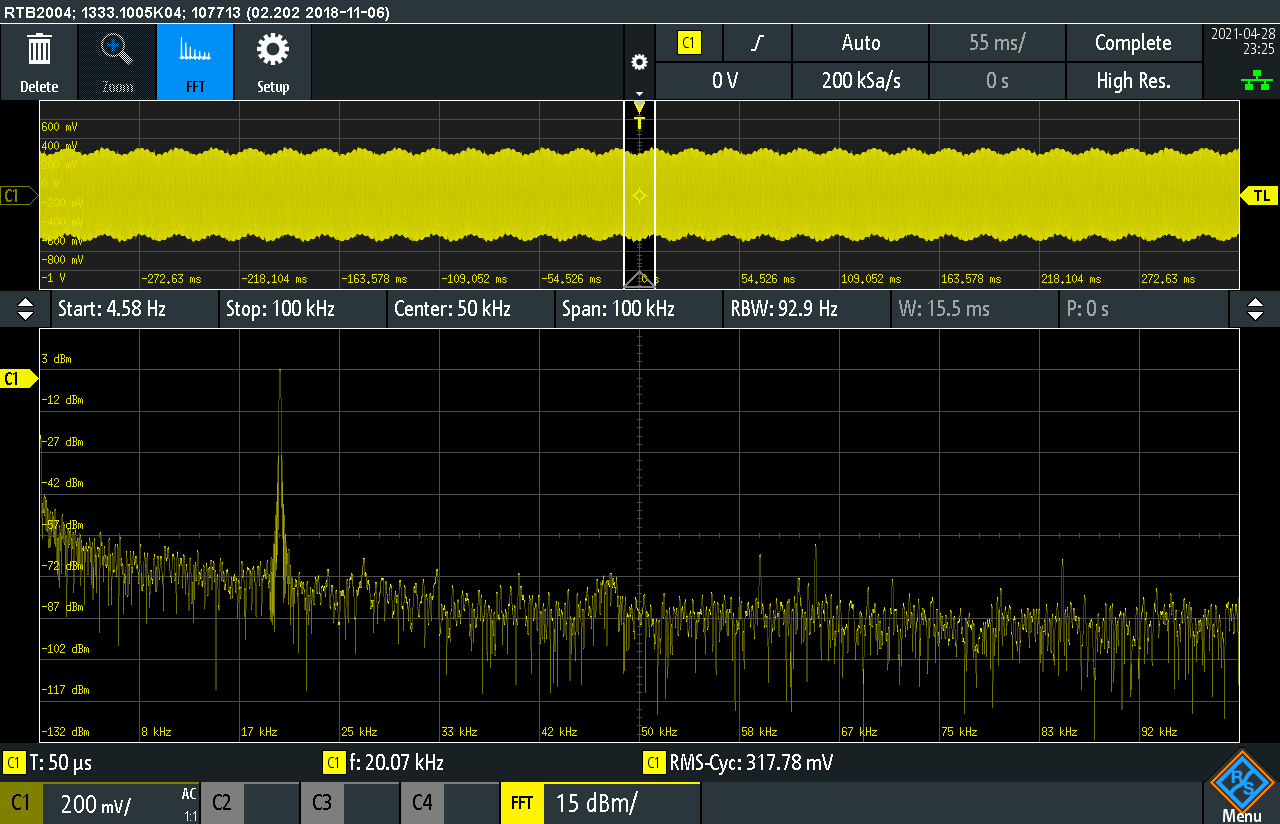 RTB2004; 1333.1005K04; 107713 (02.202 2018-11-06)
Delete
Zoom
FFT
Setup
C1
Auto
55 ms/
Complete
2021-04-28
23:25
0 V
200 kSa/s
0 s
High Res.
T
600 mV
400 mV
200 mV
0 V
-200 mV
-400 mV
-600 mV
-800 mV
-1 V
C1
TL
-272.63 ms
-218.104 ms
-163.578 ms
-109.052 ms
-54.526 ms
0 s
54.526 ms
109.052 ms
163.578 ms
218.104 ms
272.63 ms
Start: 4.58 Hz
Stop: 100 kHz
Center: 50 kHz
Span: 100 kHz
RBW: 92.9 Hz
W: 15.5 ms
P: 0 s
C1
3 dBm
-12 dBm
-27 dBm
-42 dBm
-57 dBm
-72 dBm
-87 dBm
-102 dBm
-117 dBm
-132 dBm
8 kHz
17 kHz
25 kHz
33 kHz
42 kHz
50 kHz
58 kHz
67 kHz
75 kHz
83 kHz
92 kHz
C1 T: 50 µs
C1 f: 20.07 kHz
C1 RMS-Cyc: 317.78 mV
C1
200 mV/
AC
1:1
C2
C3
C4
FFT
15 dBm/
R S
Menu